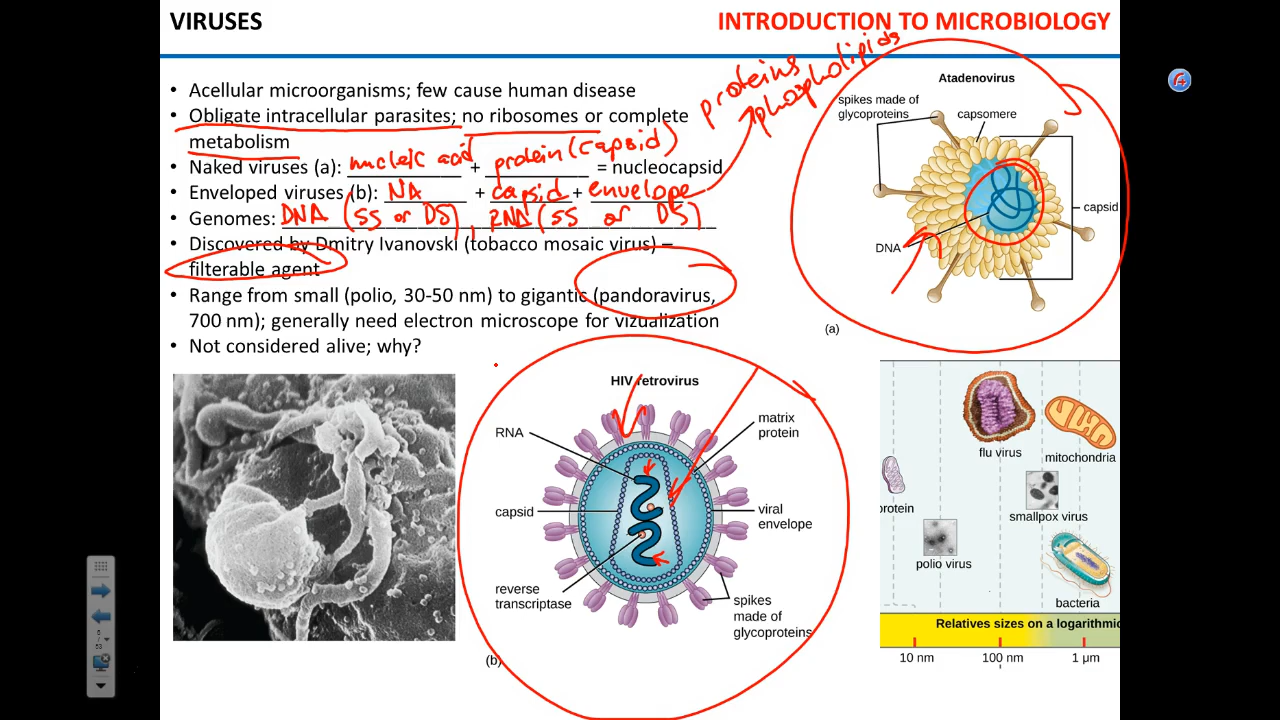 VIRUSES
INTRODUCTION TO MICROBIOLOGY
• Acellular microorganisms; few cause human disease
• Obligate intracellular parasites; no ribosomes or complete
metabolism
• Naked viruses (a): nucleic acid + protein (capsid) = nucleocapsid
• Enveloped viruses (b): NA + capsid + envelope
proteins
phospholipids
• Genomes: DNA (SS or DS), RNA (SS or DS)
• Discovered by Dmitry Ivanovski (tobacco mosaic virus) –
filterable agent
• Range from small (polio, 30-50 nm) to gigantic (pandoravirus,
700 nm); generally need electron microscope for vizualization
• Not considered alive; why?
Atadenovirus
spikes made of
glycoproteins
capsomere
capsid
DNA
(a)
HIV retrovirus
RNA
matrix
protein
capsid
viral
envelope
reverse
transcriptase
spikes
made of
glycoproteins
(b)
flu virus
mitochondria
protein
smallpox virus
polio virus
bacteria
Relatives sizes on a logarithmic
10 nm
100 nm
1 µm
5
/
53